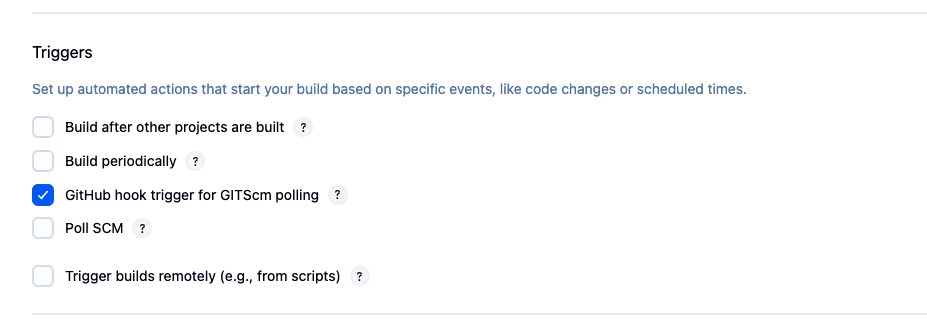 Triggers
Set up automated actions that start your build based on specific events, like code changes or scheduled times.
Build after other projects are built ?
Build periodically ?
GitHub hook trigger for GITScm polling ?
Poll SCM ?
Trigger builds remotely (e.g., from scripts) ?